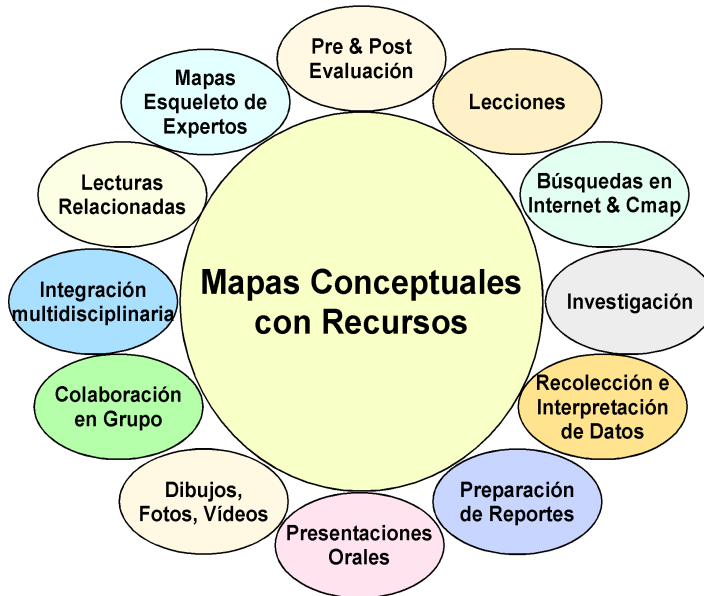 Pre & Post
Evaluación
Lecciones
Búsquedas en
Internet & Cmap
Investigación
Recolección e
Interpretación
de Datos
Preparación
de Reportes
Presentaciones
Orales
Dibujos,
Fotos, Vídeos
Colaboración
en Grupo
Integración
multidisciplinaria
Lecturas
Relacionadas
Mapas
Esqueleto de
Expertos
Mapas Conceptuales
con Recursos